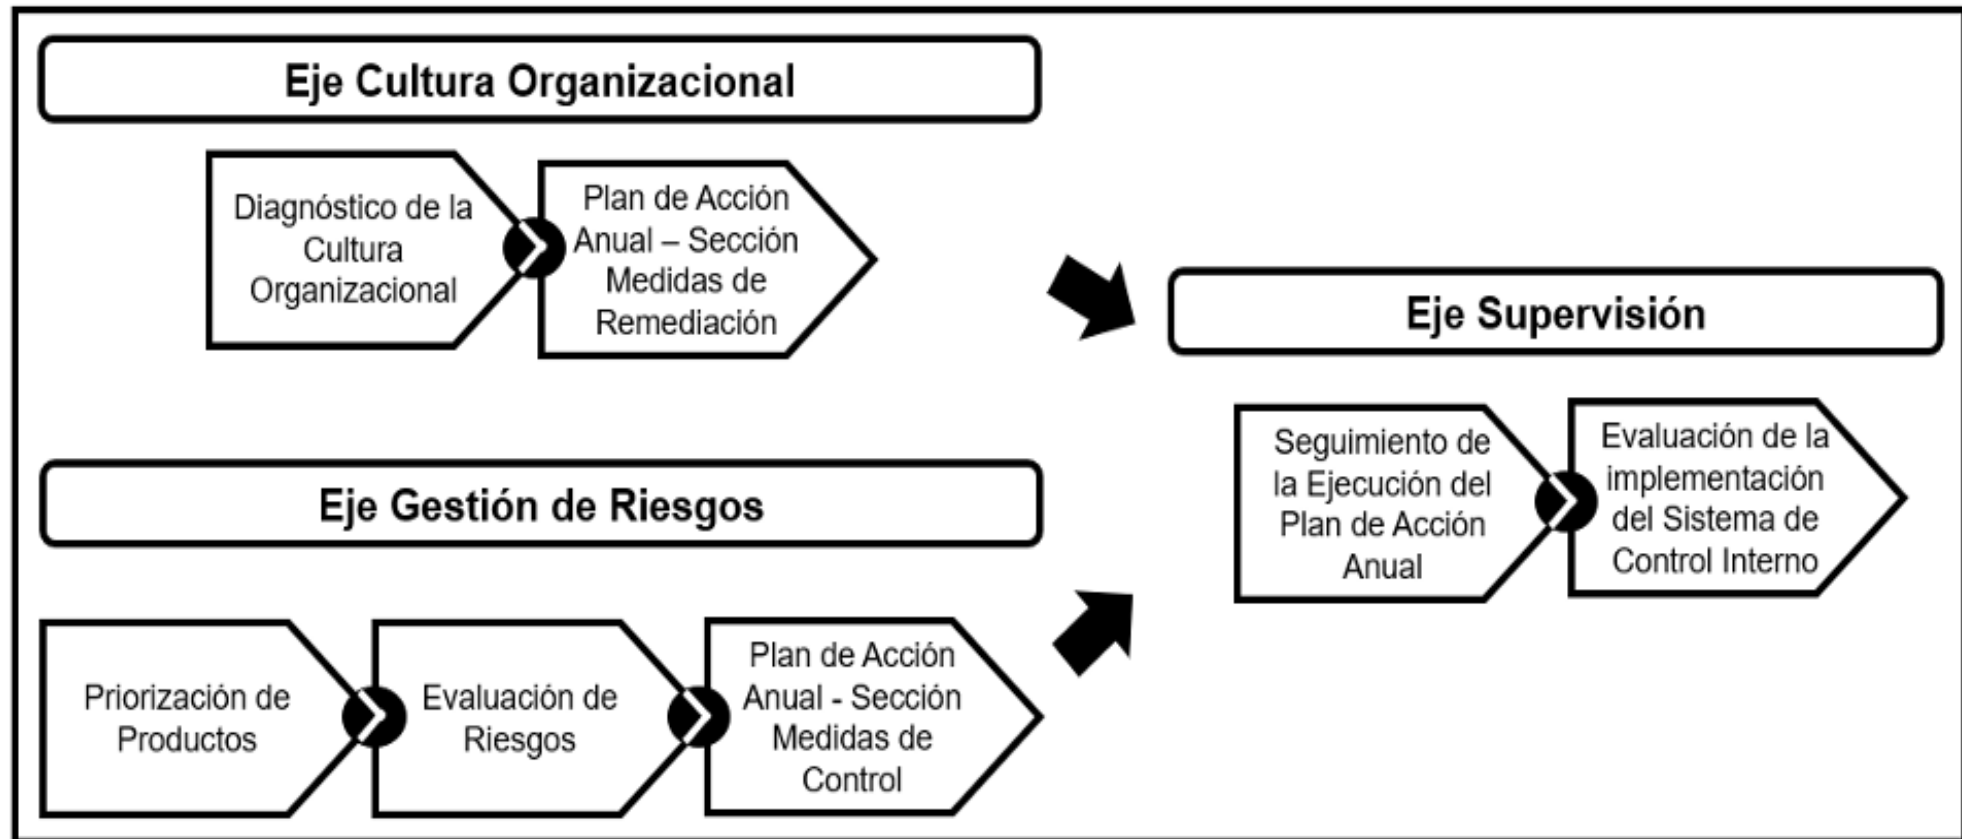 Eje Cultura Organizacional
Diagnóstico de la
Cultura
Organizacional
Plan de Acción
Anual – Sección
Medidas de
Remediación
Eje Gestión de Riesgos
Priorización de
Productos
Evaluación de
Riesgos
Plan de Acción
Anual - Sección
Medidas de
Control
Eje Supervisión
Seguimiento de
la Ejecución del
Plan de Acción
Anual
Evaluación de la
implementación
del Sistema de
Control Interno